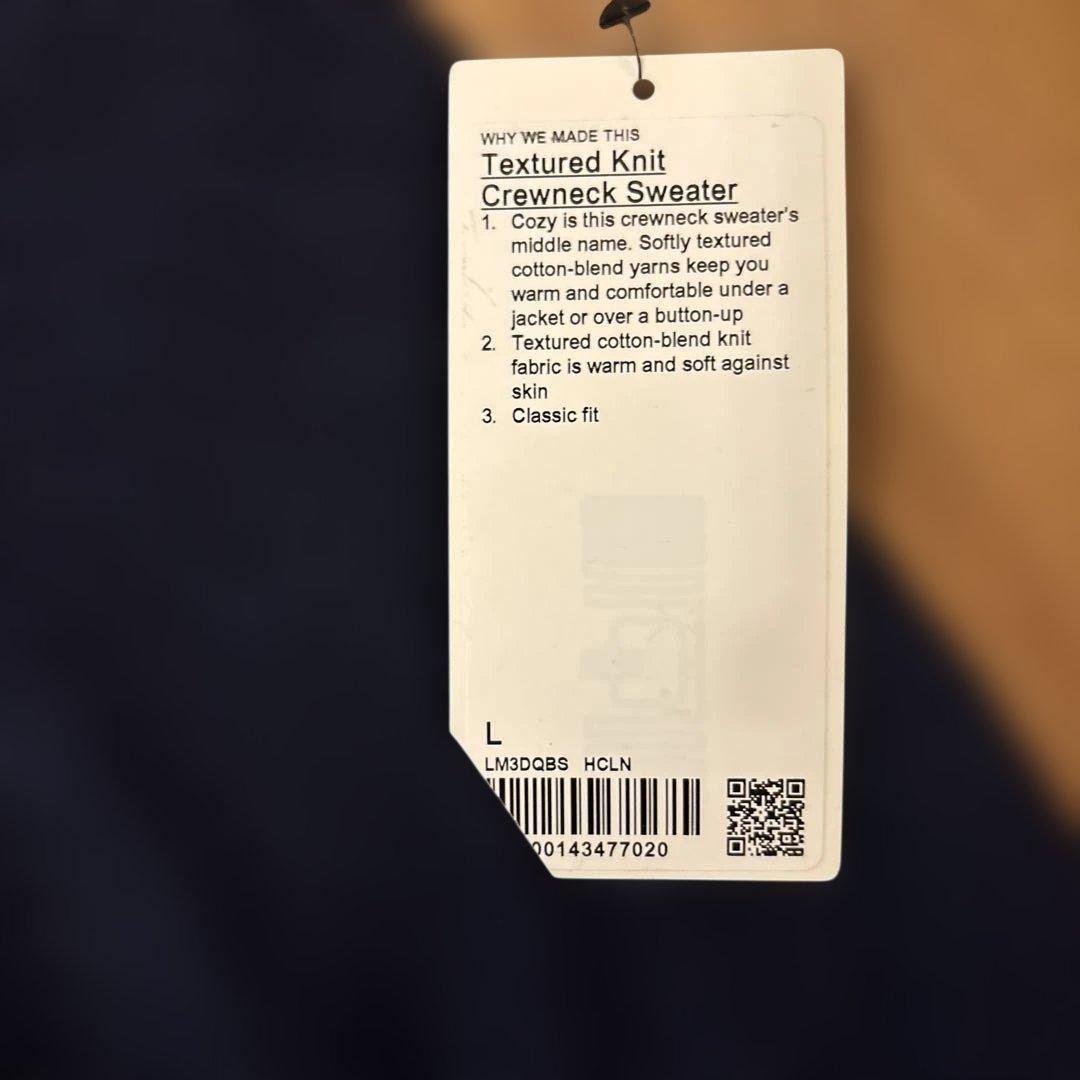 WHY WE MADE THIS
Textured Knit
Crewneck Sweater
1. Cozy is this crewneck sweater's
middle name. Softly textured
cotton-blend yarns keep you
warm and comfortable under a
jacket or over a button-up
2. Textured cotton-blend knit
fabric is warm and soft against
skin
3. Classic fit
L
LM3DQBS HCLN
00143477020